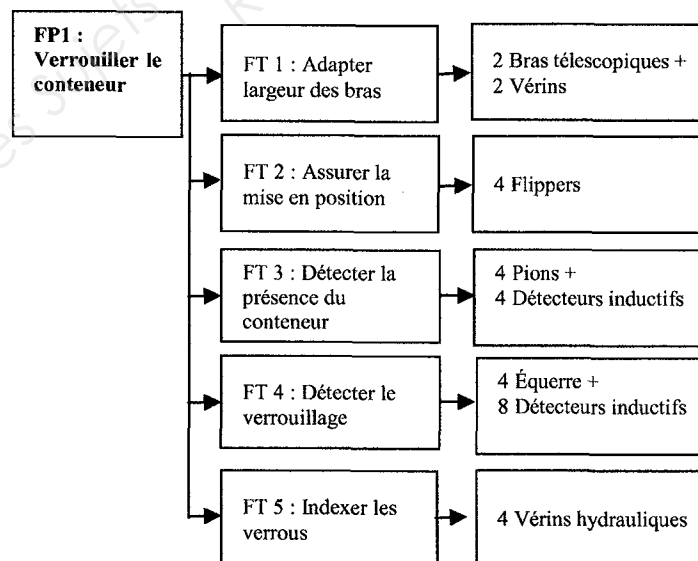 FP1 :
Verrouiller le
conteneur
FT 1 : Adapter
largeur des bras
2 Bras télescopiques +
2 Vérins
FT 2 : Assurer la
mise en position
4 Flippers
FT 3 : Détecter la
présence du
conteneur
4 Pions +
4 Détecteurs inductifs
FT 4 : Détecter le
verrouillage
4 Équerre +
8 Détecteurs inductifs
FT 5 : Indexer les
verrous
4 Vérins hydrauliques
es sujets